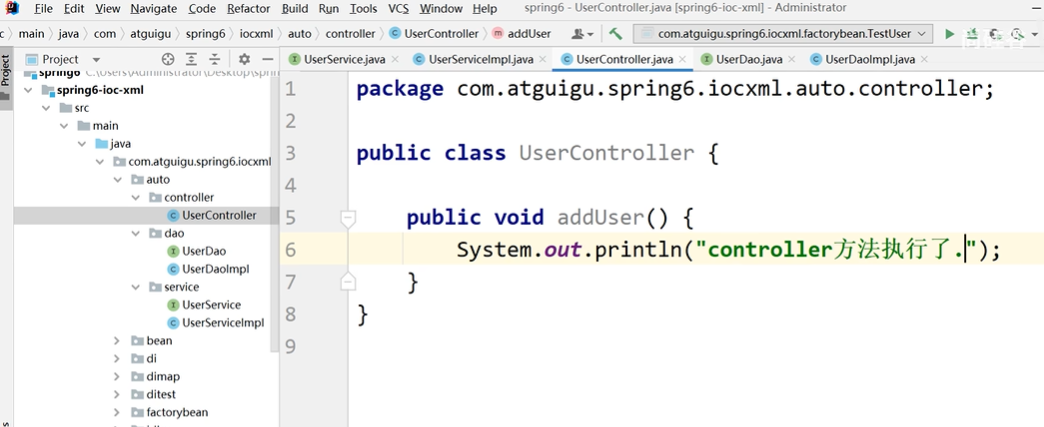 File Edit View Navigate Code Refactor Build Run Tools VCS Window Help spring6 - UserController.java [spring6-ioc-xml] - Administrator
main java com atguigu spring6 iocxml auto controller UserController addUser com.atguigu.spring6.iocxml.factorybean.TestUser
Project
Project UserService.java UserServiceImpl.java UserController.java UserDao.java UserDaoImpl.java
spring6 C:\Users\Administrator\Desktop\sprin
spring6-ioc-xml
src
main
java
com.atguigu.spring6.iocxml
auto
controller
UserController
dao
UserDao
UserDaoImpl
service
UserService
UserServiceImpl
bean
di
dimap
ditest
factorybean
1 package com.atguigu.spring6.iocxml.auto.controller;
2
3 public class UserController {
4
5 public void addUser() {
6 System.out.println("controller方法执行了.");
7 }
8 }
9